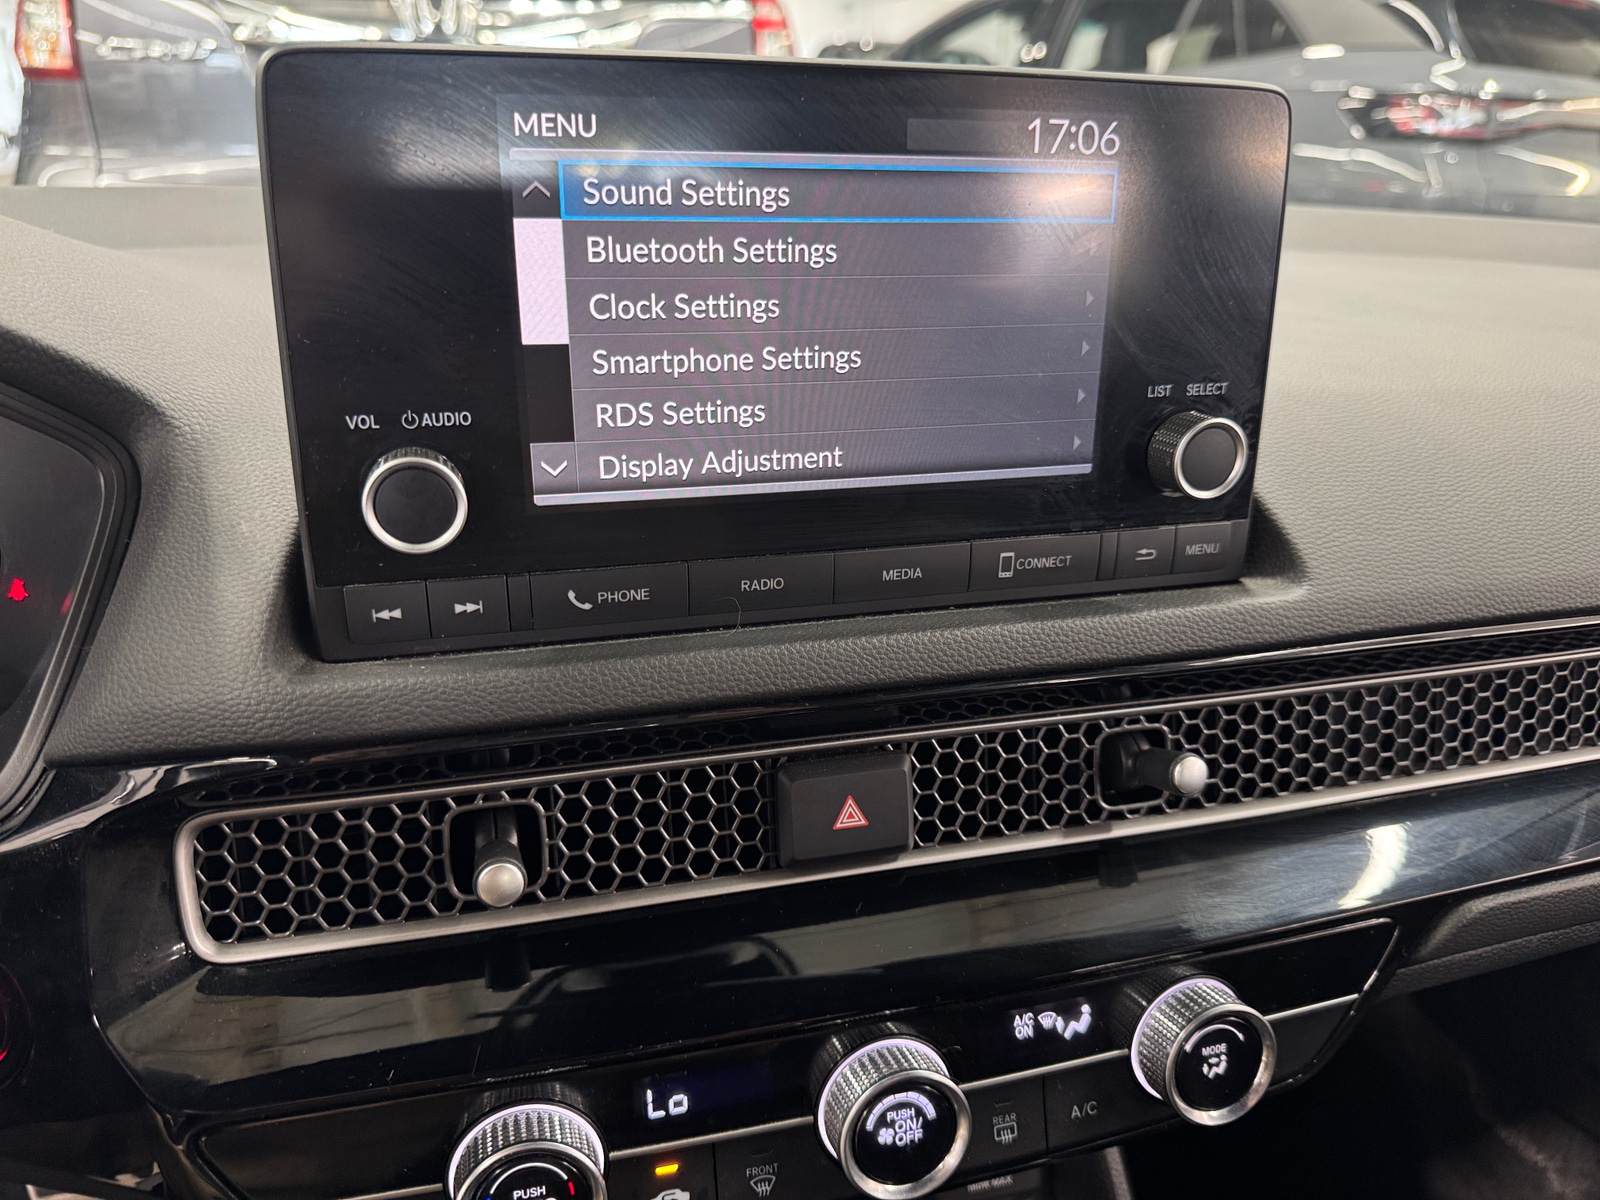 MENU 17:06
Sound Settings
Bluetooth Settings
Clock Settings
Smartphone Settings
RDS Settings
Display Adjustment
VOL AUDIO
LIST SELECT
PHONE RADIO MEDIA CONNECT MENU
A/C ON
MODE
Lo
PUSH ON/OFF
REAR
A/C
FRONT
PUSH